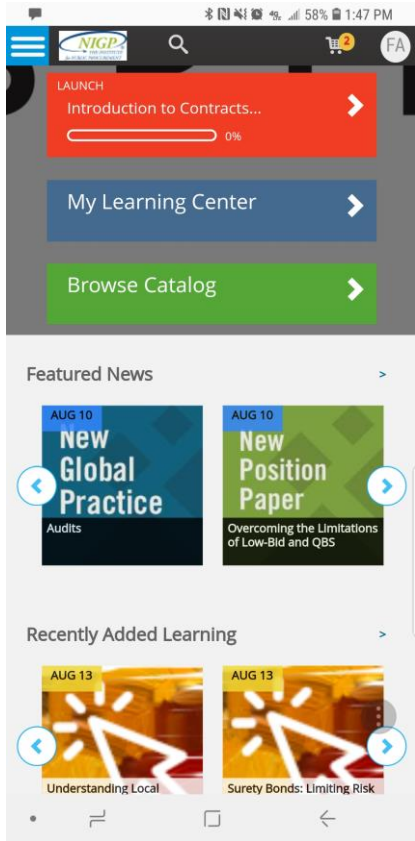 58% 1:47 PM
NIGP
2
FA
LAUNCH
Introduction to Contracts...
0%
My Learning Center
Browse Catalog
Featured News
>
AUG 10
New
Global
Practice
Audits
AUG 10
New
Position
Paper
Overcoming the Limitations
of Low-Bid and QBS
Recently Added Learning
>
AUG 13
Understanding Local
AUG 13
Surety Bonds: Limiting Risk